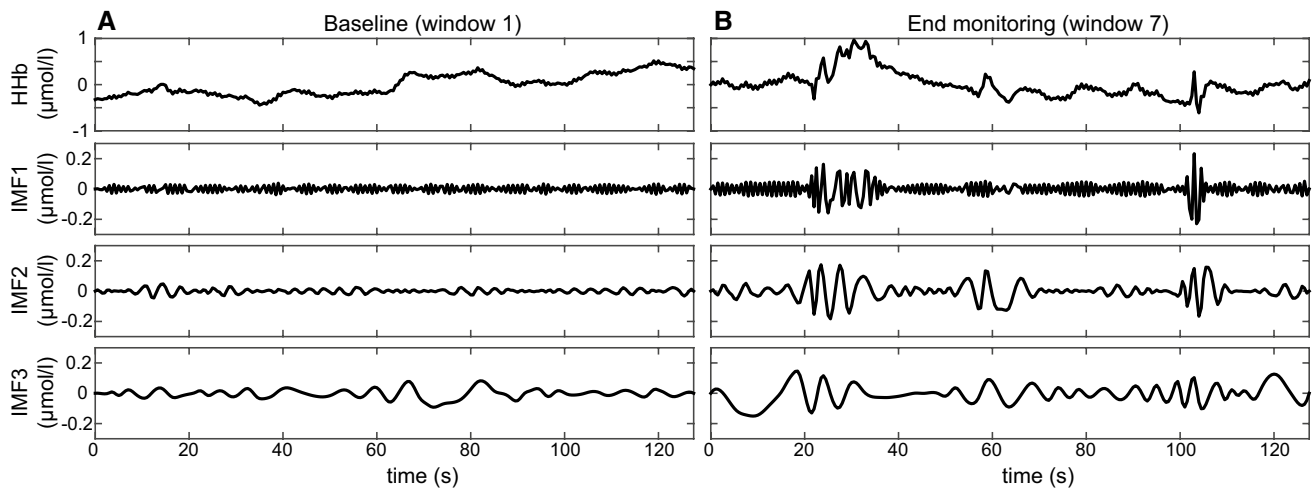 A Baseline (window 1)
B End monitoring (window 7)
HHb
(μmol/l)
1
0
-1
IMF1
(μmol/l)
0.2
0
-0.2
IMF2
(μmol/l)
0.2
0
-0.2
IMF3
(μmol/l)
0.2
0
-0.2
0 20 40 60 80 100 120
time (s)
0 20 40 60 80 100 120
time (s)